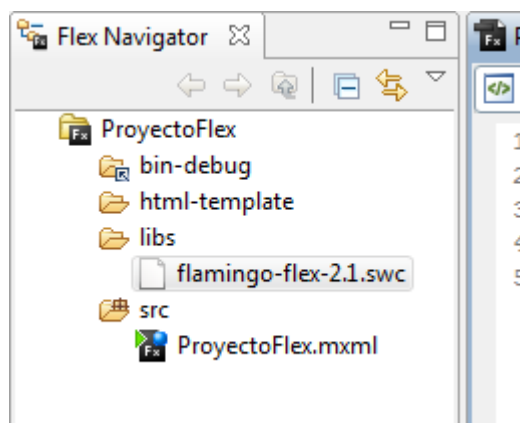 Flex Navigator
ProyectoFlex
bin-debug
html-template
libs
flamingo-flex-2.1.swc
src
ProyectoFlex.mxml